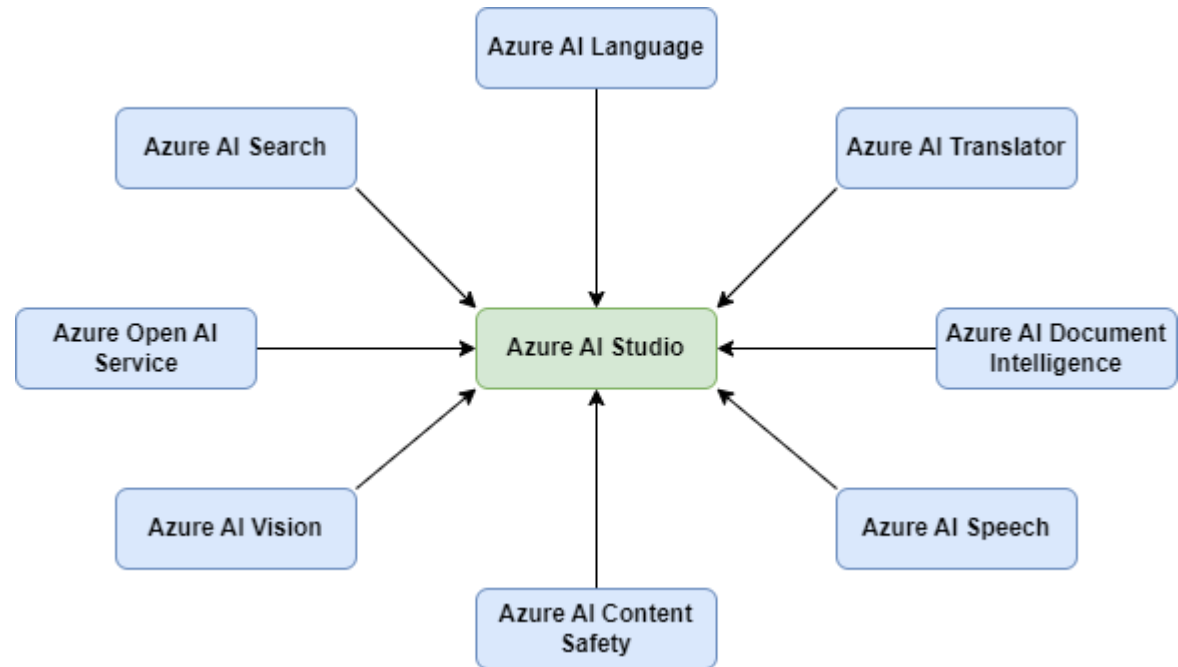 Azure AI Language
Azure AI Search
Azure AI Translator
Azure Open AI
Service
Azure AI Studio
Azure AI Document
Intelligence
Azure AI Vision
Azure AI Speech
Azure AI Content
Safety